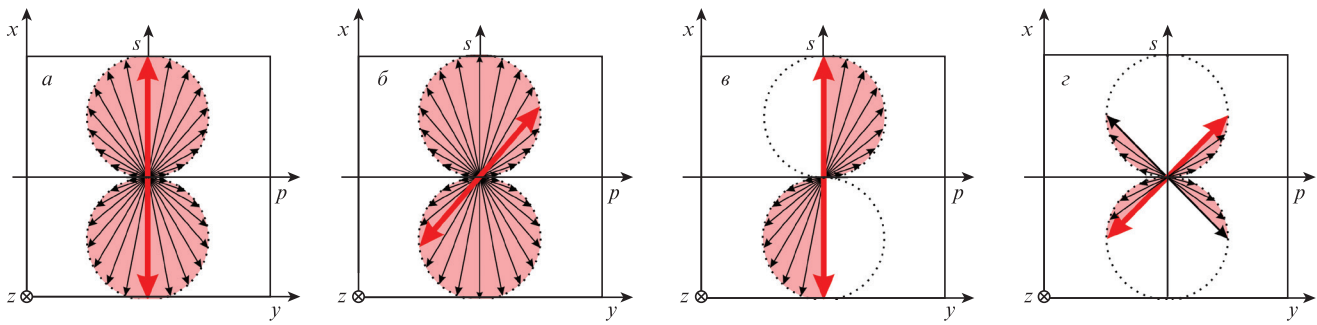 x s а p z y
x s б p z y
x s в p z y
x s г p z y